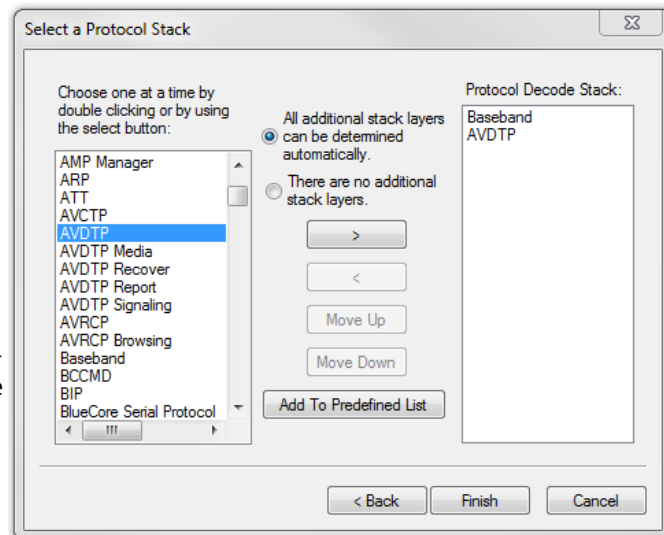 Select a Protocol Stack
Choose one at a time by
double clicking or by using
the select button:
AMP Manager
ARP
ATT
AVCTP
AVDTP
AVDTP Media
AVDTP Recover
AVDTP Report
AVDTP Signaling
AVRCP
AVRCP Browsing
Baseband
BCCMD
BIP
BlueCore Serial Protocol
All additional stack layers
can be determined
automatically.
There are no additional
stack layers.
>
<
Move Up
Move Down
Add To Predefined List
Protocol Decode Stack:
Baseband
AVDTP
< Back
Finish
Cancel